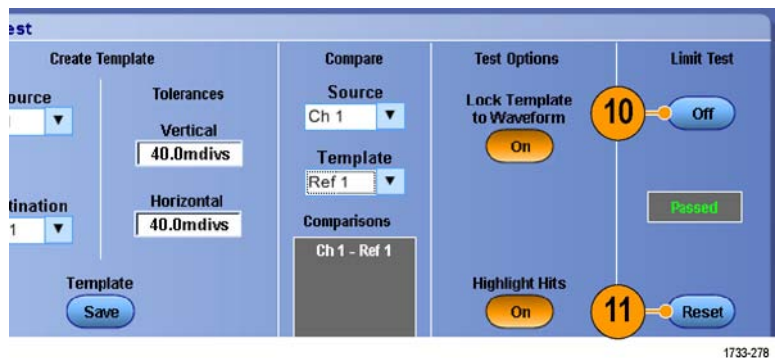 est
Create Template
Compare
Test Options
Limit Test
ource
Tolerances
Source
Ch 1
Lock Template
to Waveform
On
10
Off
Vertical
40.0mdivs
Template
Ref 1
tination
1
Horizontal
40.0mdivs
Passed
Comparisons
Ch 1 - Ref 1
Template
Save
Highlight Hits
On
11
Reset
1733-278